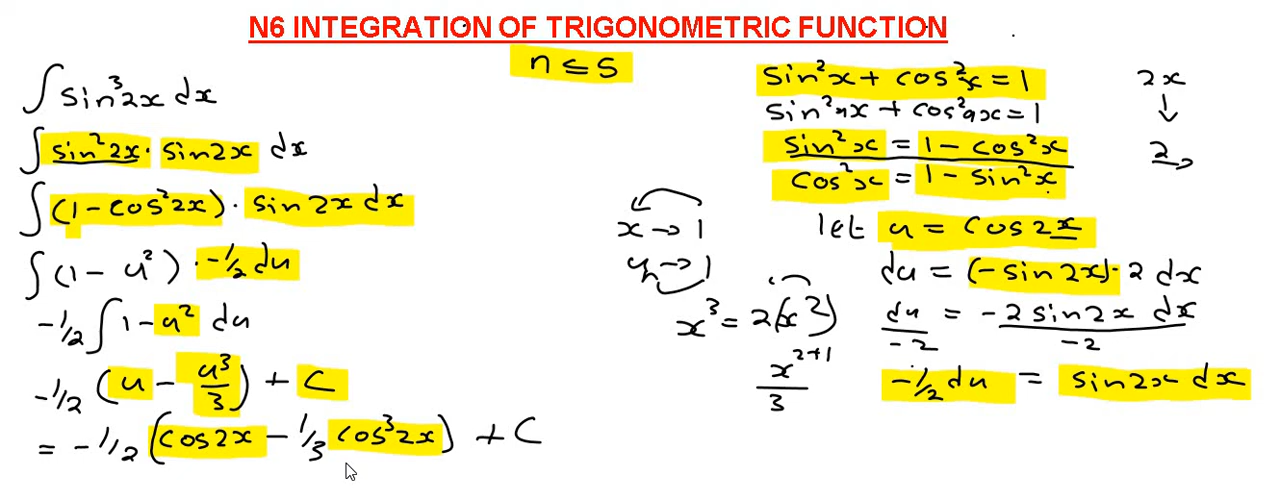 N6 INTEGRATION OF TRIGONOMETRIC FUNCTION
n ≤ 5
∫ sin³2x dx
∫ sin²2x · sin2x dx
∫ (1 - cos²2x) · sin2x dx
∫ (1 - u²) · -1/2 du
-1/2 ∫ 1 - u² du
-1/2 (u - u³/3) + C
= -1/2 (cos2x - 1/3 cos³2x) + C
x → 1
x³ = 2(x²)
x²⁺¹/3
sin²x + cos²x = 1
sin²nx + cos²nx = 1
sin²x = 1 - cos²x
cos²x = 1 - sin²x
2x
↓
2
let u = cos2x
du = (-sin2x) · 2 dx
du/-2 = -2 sin2x dx/-2
-1/2 du = sin2x dx